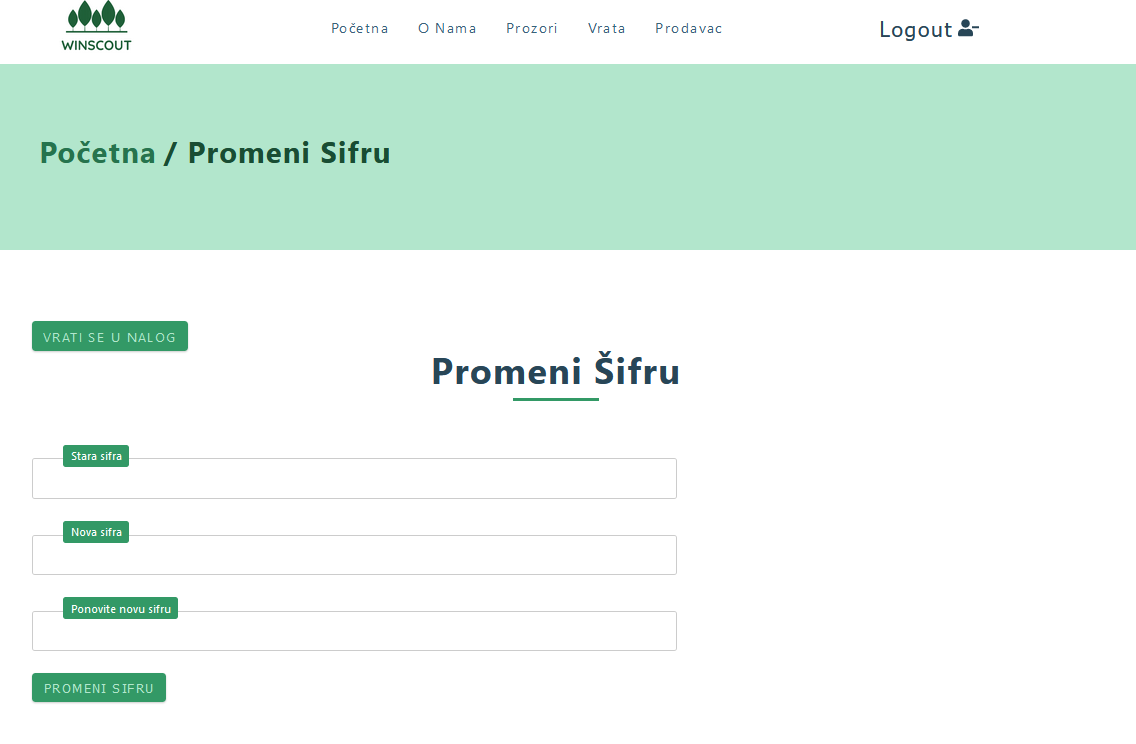 WINSCOUT
Početna O Nama Prozori Vrata Prodavac Logout
Početna / Promeni Sifru
VRATI SE U NALOG
Promeni Šifru
Stara sifra
Nova sifra
Ponovite novu sifru
PROMENI SIFRU